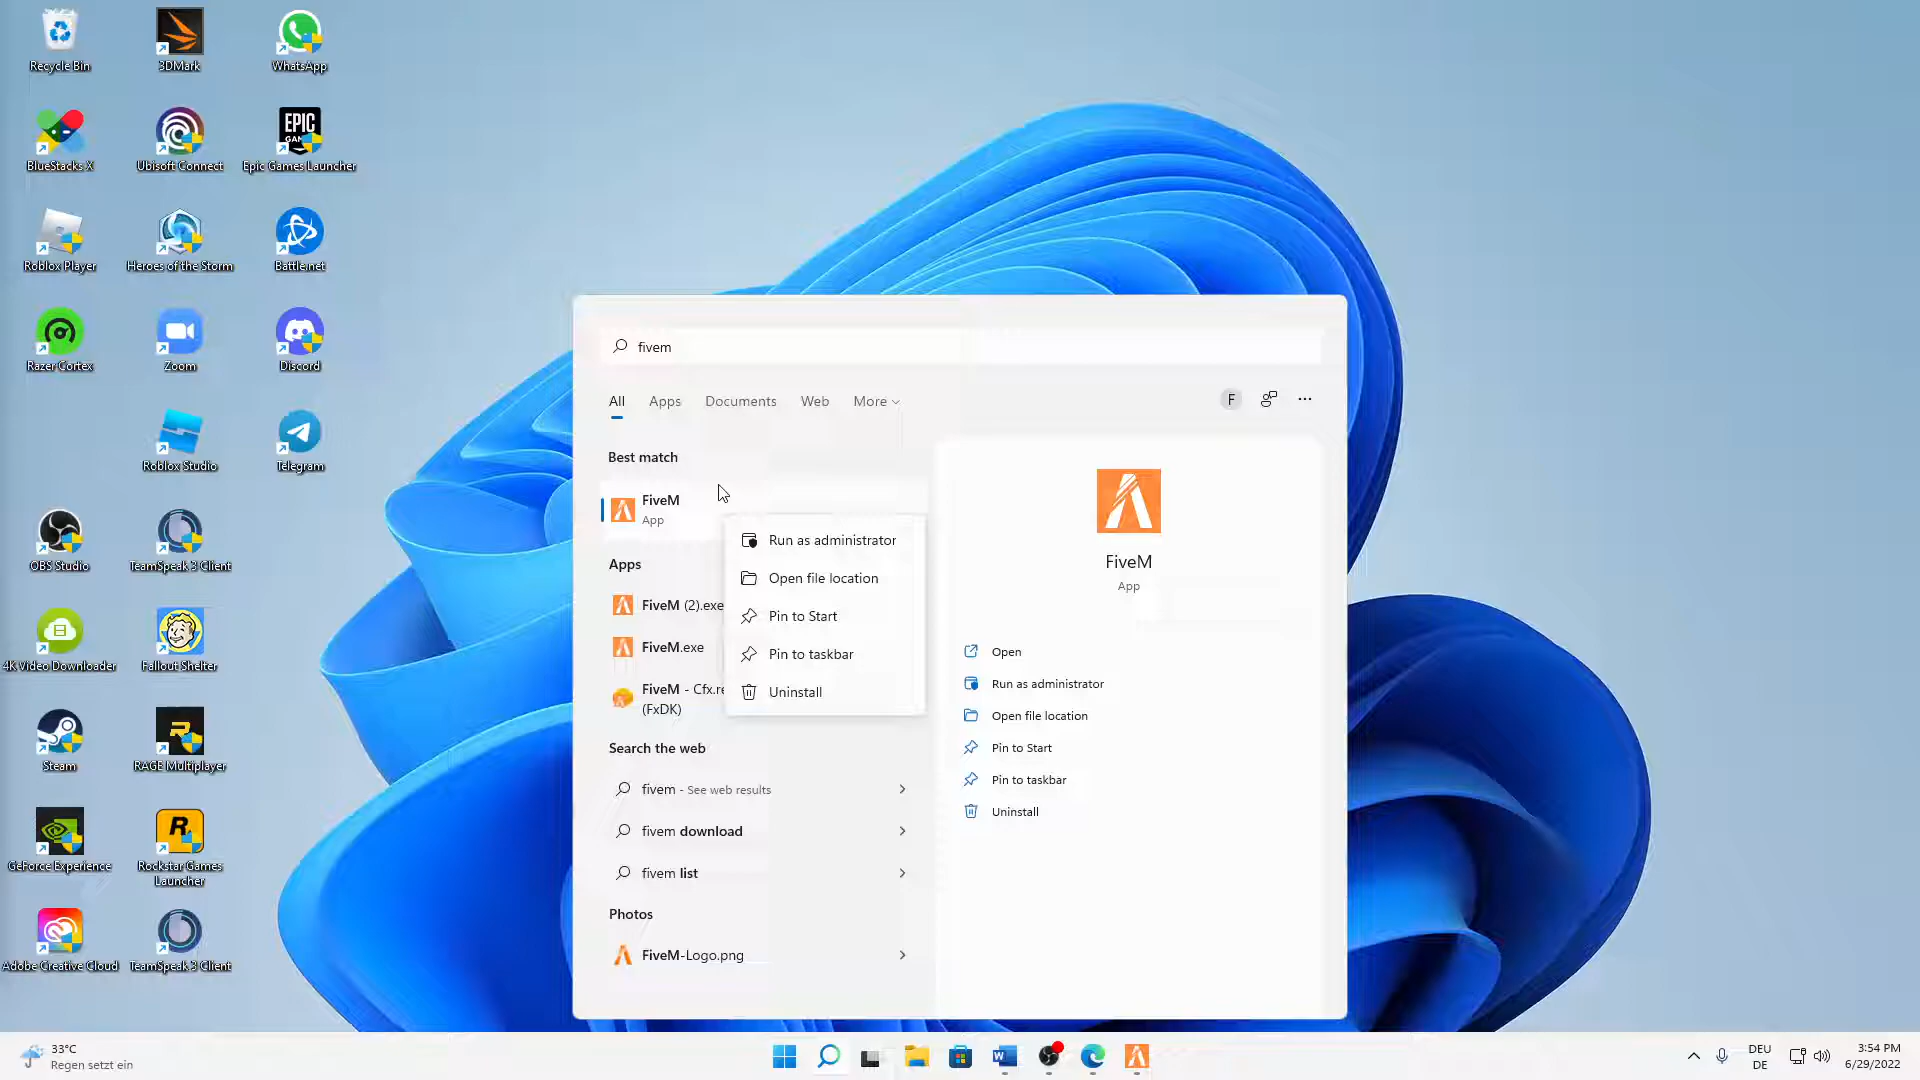 Recycle Bin
3DMark
WhatsApp
BlueStacks X
Ubisoft Connect
EPIC
Epic Games Launcher
Roblox Player
Heroes of the Storm
Battle.net
Razer Cortex
Zoom
Discord
Roblox Studio
Telegram
OBS Studio
TeamSpeak 3 Client
4K Video Downloader
Fallout Shelter
Steam
RAGE Multiplayer
GeForce Experience
Rockstar Games
Launcher
Adobe Creative Cloud
TeamSpeak 3 Client
fivem
All
Apps
Documents
Web
More
F
Best match
FiveM
App
Apps
FiveM (2).exe
FiveM.exe
FiveM - Cfx.re
(FxDK)
Search the web
fivem - See web results
fivem download
fivem list
Photos
FiveM-Logo.png
Run as administrator
Open file location
Pin to Start
Pin to taskbar
Uninstall
FiveM
App
Open
Run as administrator
Open file location
Pin to Start
Pin to taskbar
Uninstall
33°C
Regen setzt ein
DEU
DE
3:54 PM
6/29/2022